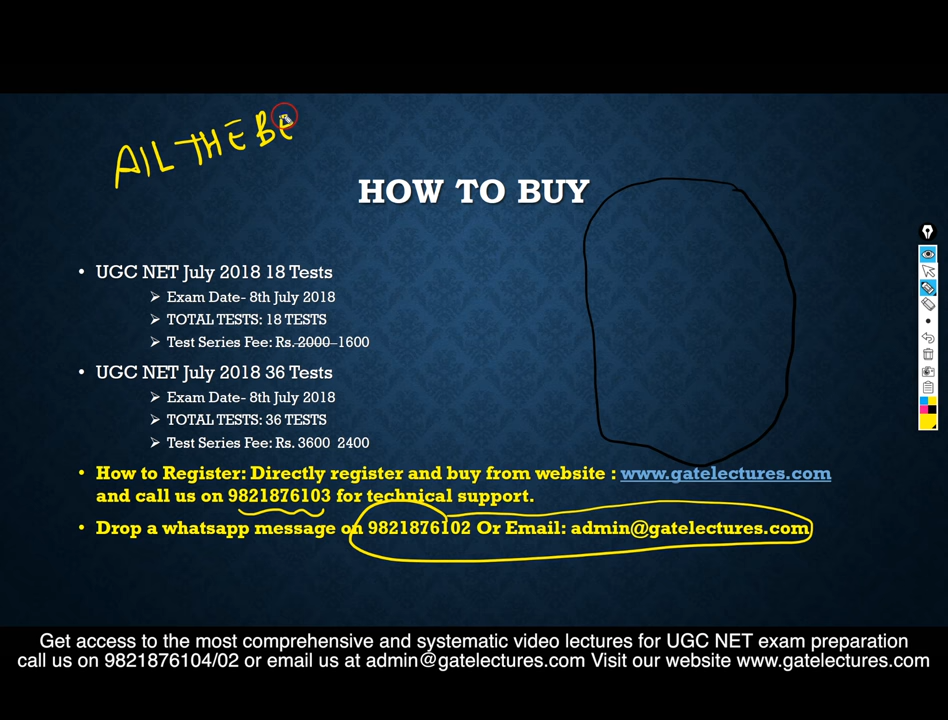 ALL THE BE
HOW TO BUY
• UGC NET July 2018 18 Tests
➢ Exam Date- 8th July 2018
➢ TOTAL TESTS: 18 TESTS
➢ Test Series Fee: Rs. 2000 1600
• UGC NET July 2018 36 Tests
➢ Exam Date- 8th July 2018
➢ TOTAL TESTS: 36 TESTS
➢ Test Series Fee: Rs. 3600 2400
• How to Register: Directly register and buy from website : www.gatelectures.com
and call us on 9821876103 for technical support.
• Drop a whatsapp message on 9821876102 Or Email: admin@gatelectures.com
Get access to the most comprehensive and systematic video lectures for UGC NET exam preparation
call us on 9821876104/02 or email us at admin@gatelectures.com Visit our website www.gatelectures.com